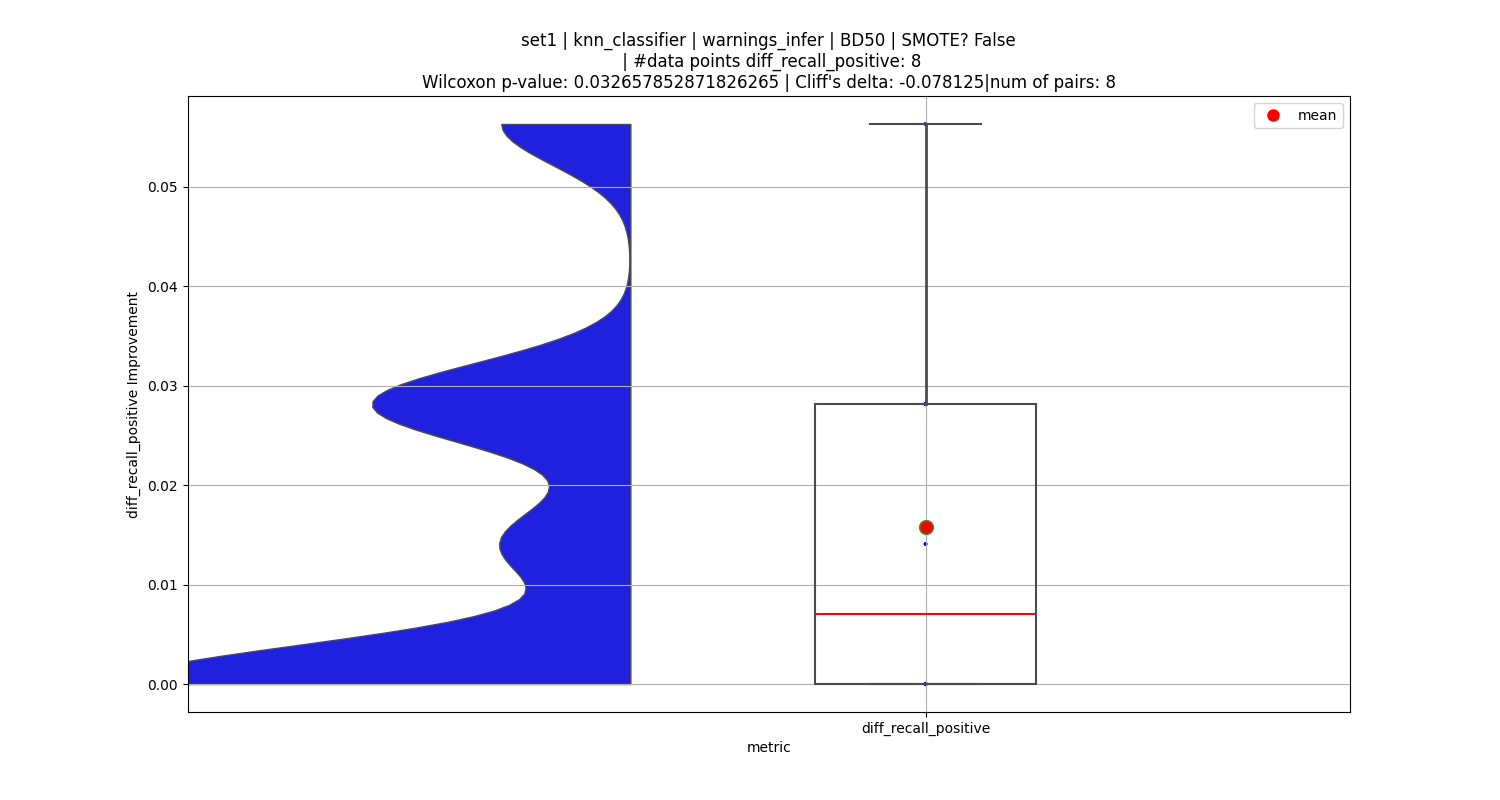 set1 | knn_classifier | warnings_infer | BD50 | SMOTE? False
| #data points diff_recall_positive: 8
Wilcoxon p-value: 0.032657852871826265 | Cliff's delta: -0.078125|num of pairs: 8
mean
0.05
0.04
0.03
0.02
0.01
0.00
diff_recall_positive Improvement
diff_recall_positive
metric